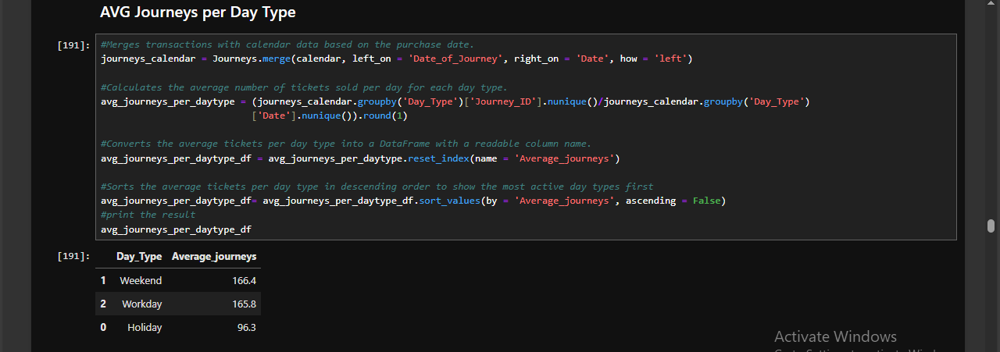 AVG Journeys per Day Type
[191]:
#Merges transactions with calendar data based on the purchase date.
journeys_calendar = Journeys.merge(calendar, left_on = 'Date_of_Journey', right_on = 'Date', how = 'left')
#Calculates the average number of tickets sold per day for each day type.
avg_journeys_per_daytype = (journeys_calendar.groupby('Day_Type')['Journey_ID'].nunique()/journeys_calendar.groupby('Day_Type')
['Date'].nunique()).round(1)
#Converts the average tickets per day type into a DataFrame with a readable column name.
avg_journeys_per_daytype_df = avg_journeys_per_daytype.reset_index(name = 'Average_journeys')
#Sorts the average tickets per day type in descending order to show the most active day types first
avg_journeys_per_daytype_df= avg_journeys_per_daytype_df.sort_values(by = 'Average_journeys', ascending = False)
#print the result
avg_journeys_per_daytype_df
[191]:
Day_Type Average_journeys
1 Weekend 166.4
2 Workday 165.8
0 Holiday 96.3
Activate Windows